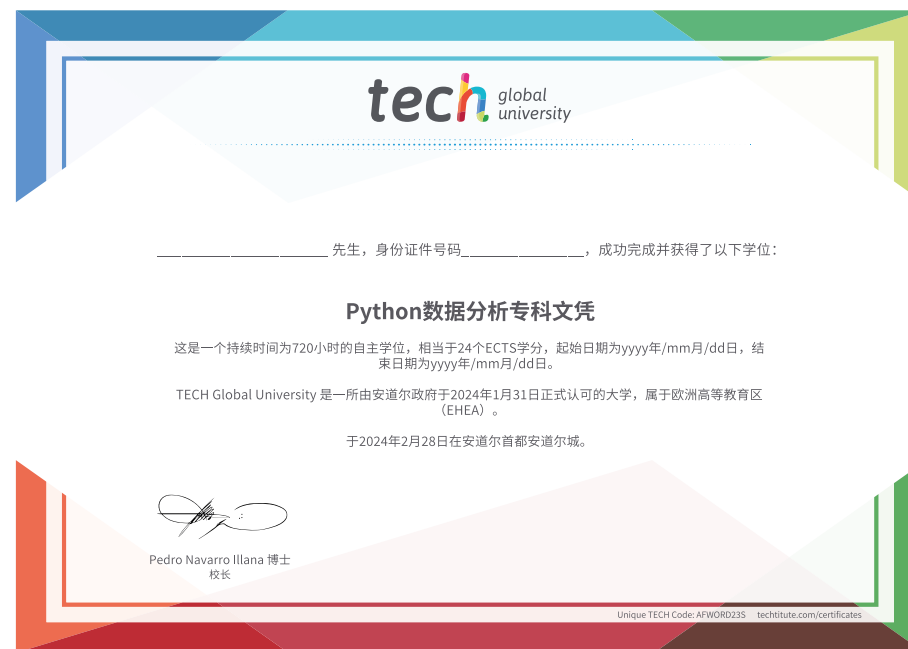 tech global
university
____________________ 先生，身份证件号码______________，成功完成并获得了以下学位：
Python数据分析专科文凭
这是一个持续时间为720小时的自主学位，相当于24个ECTS学分，起始日期为yyyy年/mm月/dd日，结
束日期为yyyy年/mm月/dd日。
TECH Global University 是一所由安道尔政府于2024年1月31日正式认可的大学，属于欧洲高等教育区
（EHEA）。
于2024年2月28日在安道尔首都安道尔城。
Pedro Navarro Illana 博士
校长
Unique TECH Code: AFWORD23S techtitute.com/certificates